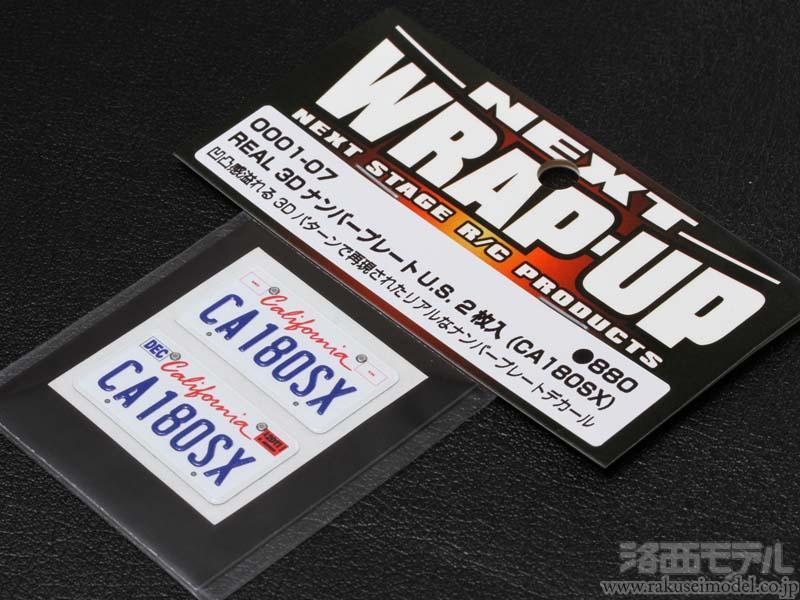 NEXT
WRAP-UP
NEXT STAGE R/C PRODUCTS
0001-07
●880
REAL 3DナンバープレートU.S. 2枚入 (CA180SX)
凹凸感溢れる3Dパターンで再現されたリアルなナンバープレートデカール
California
CA180SX
DEC
California
CA180SX
洛西モデル
www.rakuseimodel.co.jp